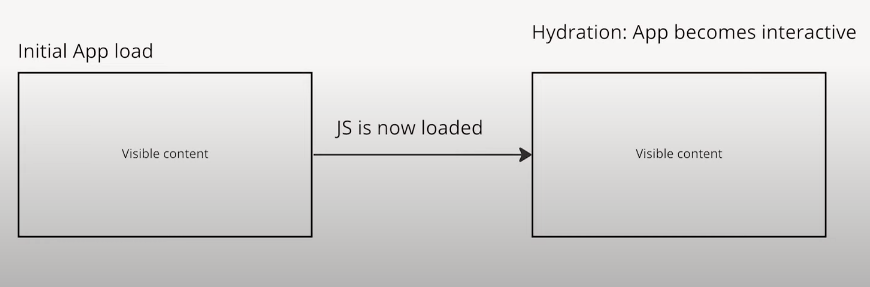 Initial App load
Hydration: App becomes interactive
Visible content
JS is now loaded
Visible content